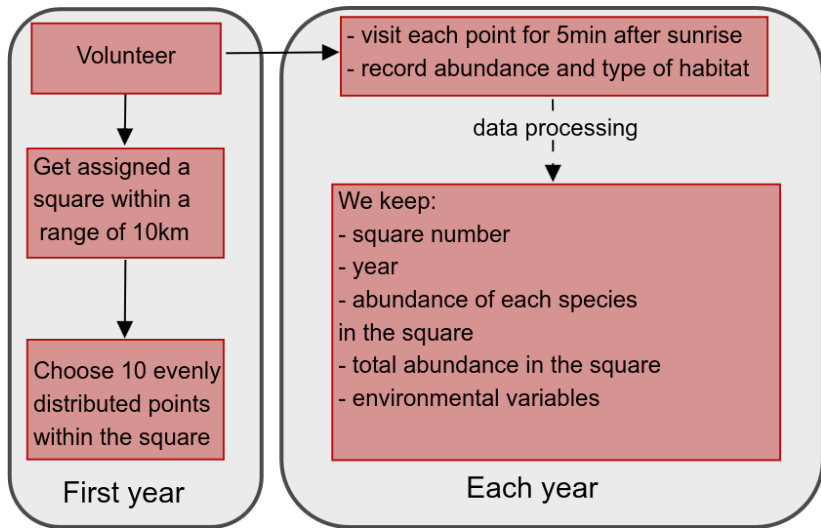 Volunteer
Get assigned a
square within a
range of 10km
Choose 10 evenly
distributed points
within the square
First year
- visit each point for 5min after sunrise
- record abundance and type of habitat
data processing
We keep:
- square number
- year
- abundance of each species
in the square
- total abundance in the square
- environmental variables
Each year